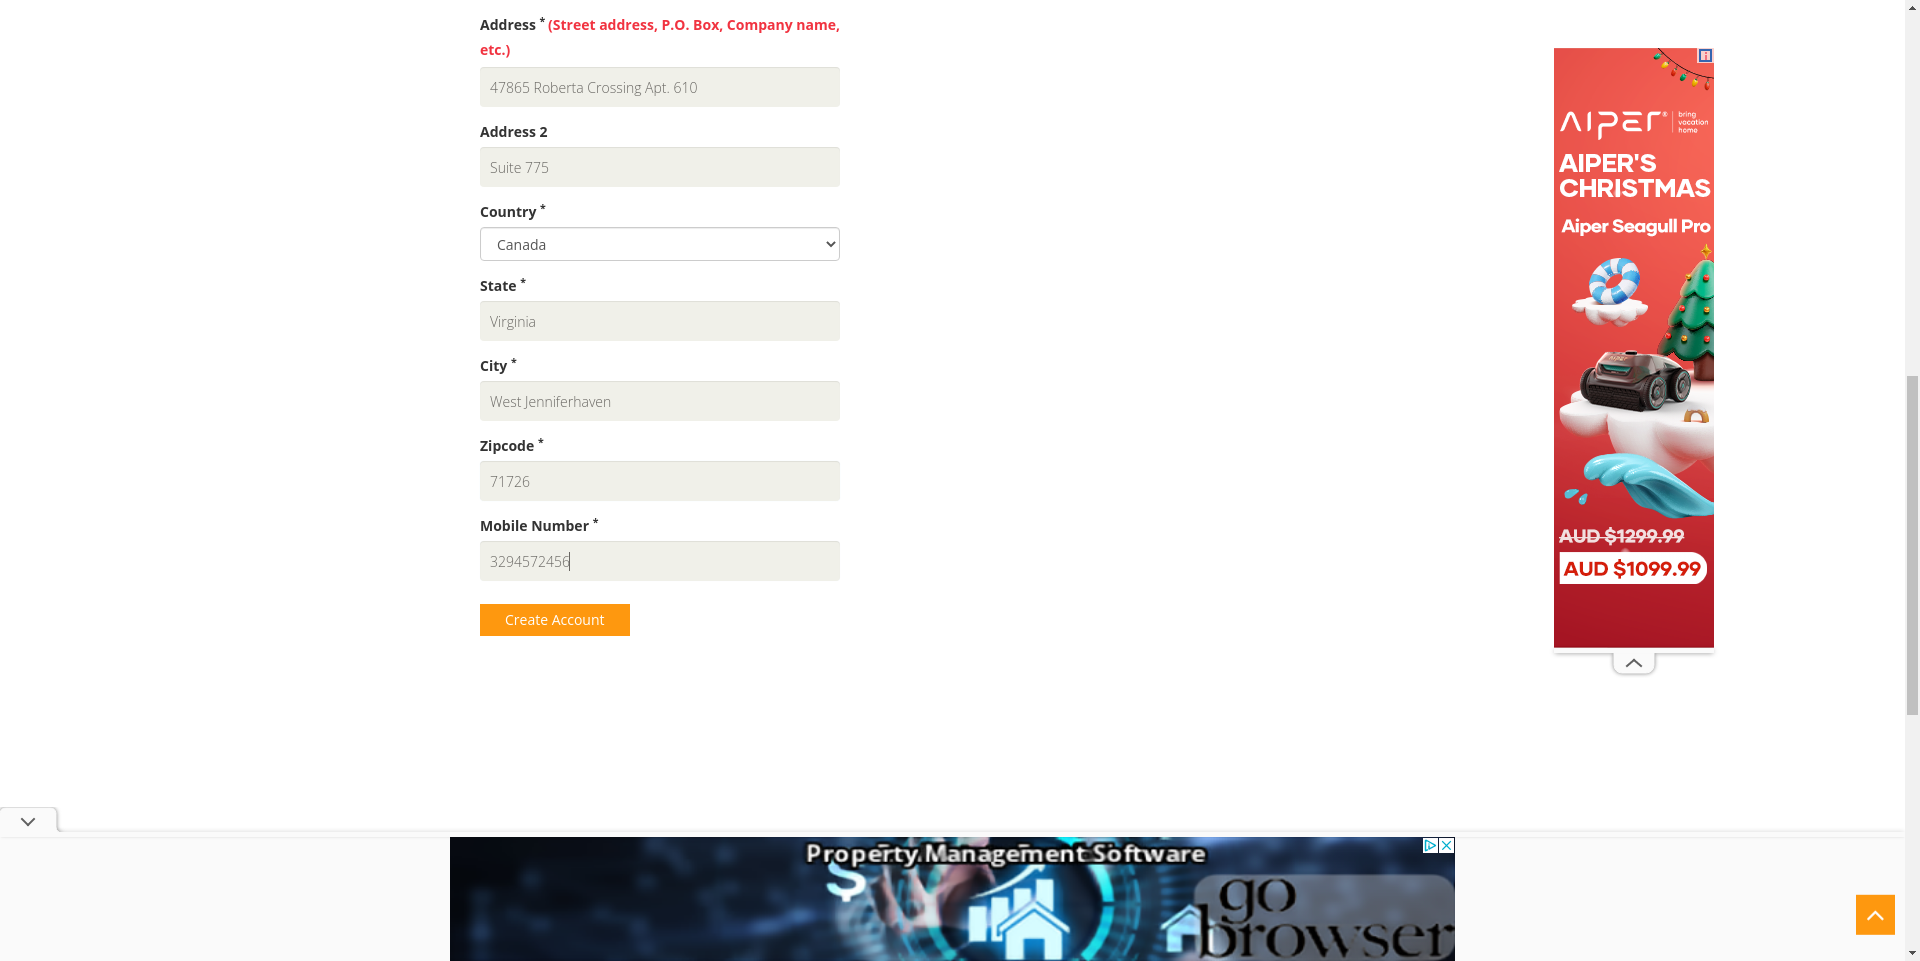 Address * (Street address, P.O. Box, Company name,
etc.)
47865 Roberta Crossing Apt. 610
Address 2
Suite 775
Country *
Canada
State *
Virginia
City *
West Jenniferhaven
Zipcode *
71726
Mobile Number *
3294572456
Create Account
AIPER® bring
vacation
home
AIPER'S
CHRISTMAS
Aiper Seagull Pro
AUD $1299.99
AUD $1099.99
Property Management Software
go
browser